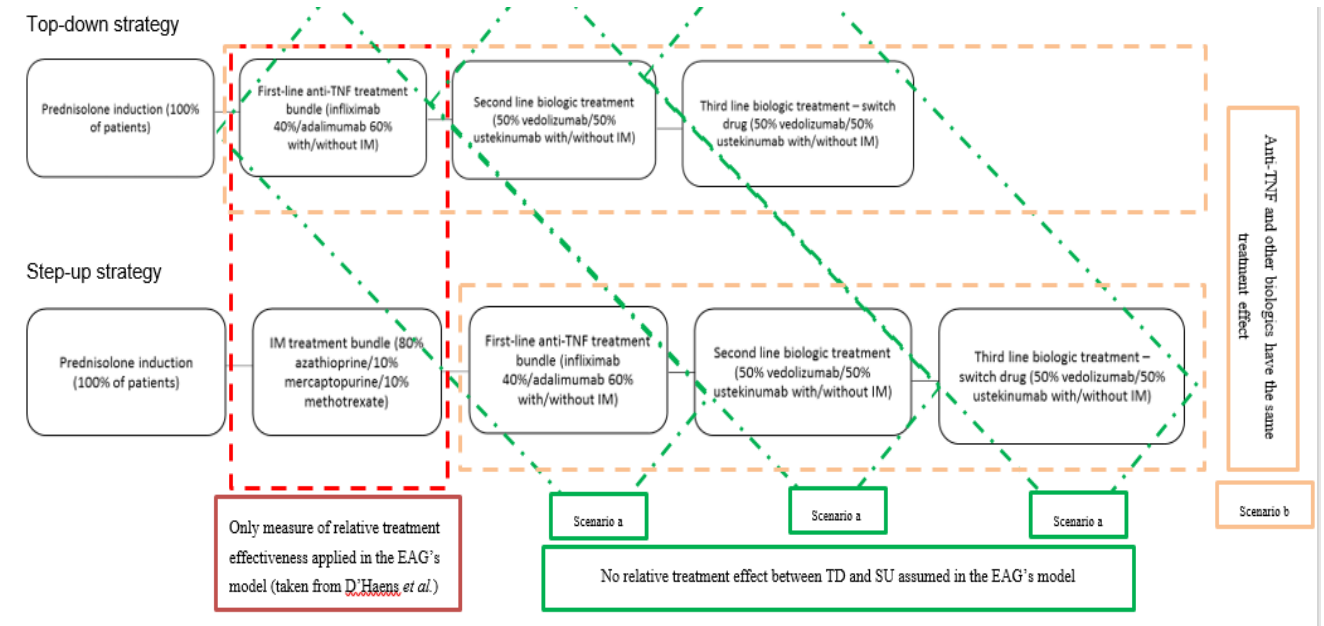 Top-down strategy
Prednisolone induction (100%
of patients)
First-line anti-TNF treatment
bundle (infliximab
40%/adalimumab 60%
with/without IM)
Second line biologic treatment
(50% vedolizumab/50%
ustekinumab with/without IM)
Third line biologic treatment – switch
drug (50% vedolizumab/50%
ustekinumab with/without IM)
Step-up strategy
Prednisolone induction
(100% of patients)
IM treatment bundle (80%
azathioprine/10%
mercaptopurine/10%
methotrexate)
First-line anti-TNF treatment
bundle (infliximab
40%/adalimumab 60%
with/without IM)
Second line biologic treatment
(50% vedolizumab/50%
ustekinumab with/without IM)
Third line biologic treatment –
switch drug (50% vedolizumab/50%
ustekinumab with/without IM)
Anti-TNF and other biologics have the same
treatment effect
Scenario b
Only measure of relative treatment
effectiveness applied in the EAG’s
model (taken from D’Haens et al.)
Scenario a
Scenario a
Scenario a
No relative treatment effect between TD and SU assumed in the EAG’s model